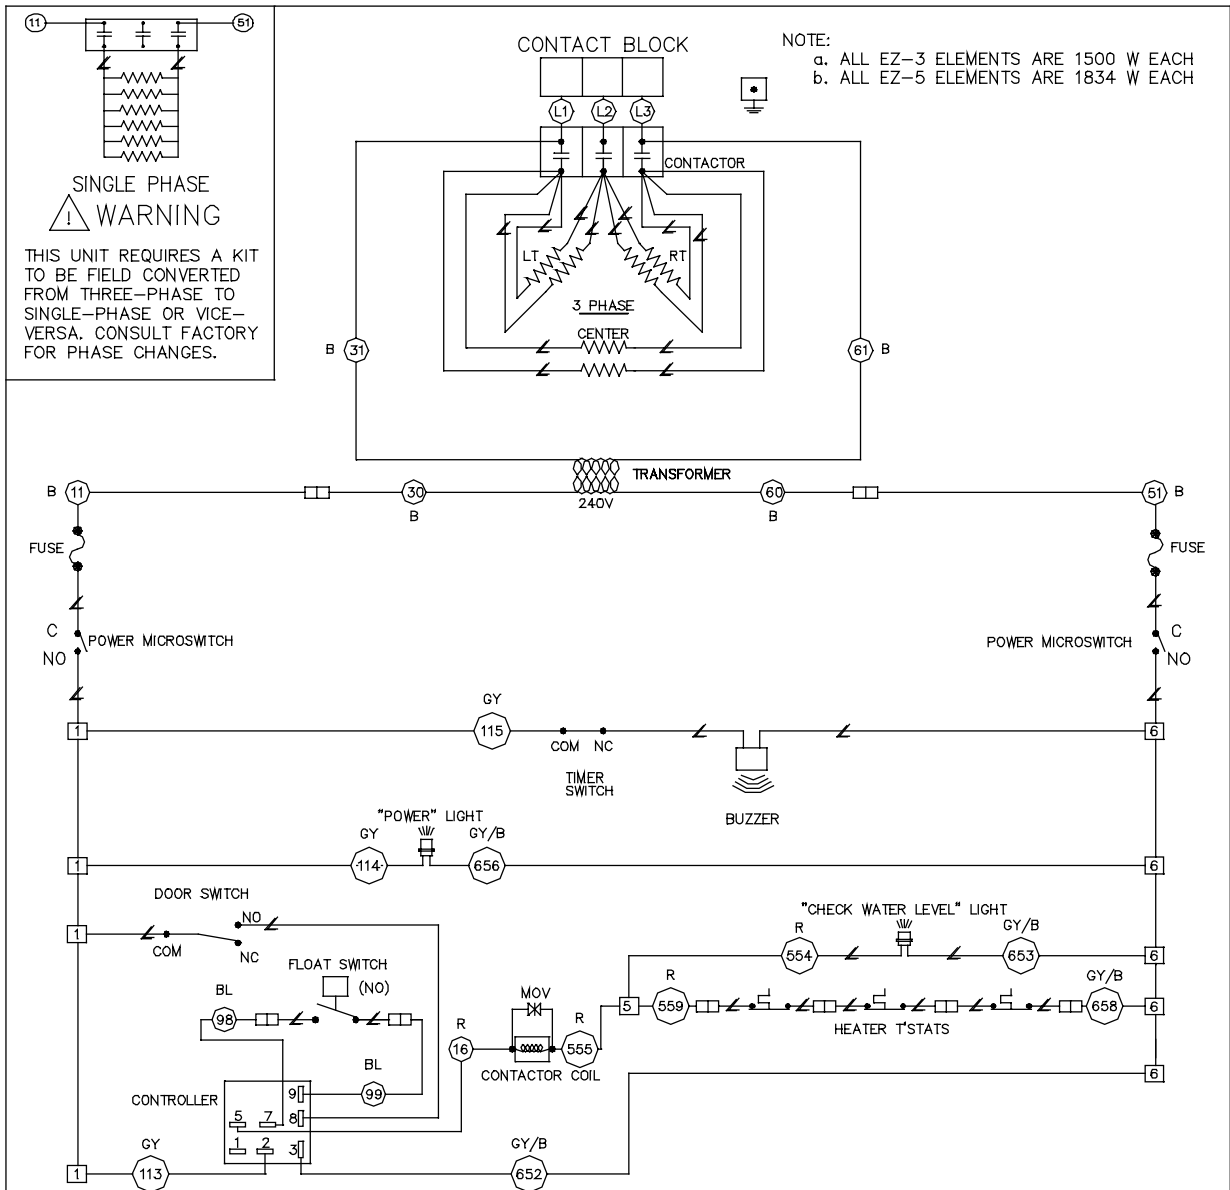 11
51
SINGLE PHASE
! WARNING
THIS UNIT REQUIRES A KIT
TO BE FIELD CONVERTED
FROM THREE-PHASE TO
SINGLE-PHASE OR VICE-
VERSA. CONSULT FACTORY
FOR PHASE CHANGES.
CONTACT BLOCK
NOTE:
a. ALL EZ-3 ELEMENTS ARE 1500 W EACH
b. ALL EZ-5 ELEMENTS ARE 1834 W EACH
L1 L2 L3
CONTACTOR
LT
RT
3 PHASE
CENTER
B 31
61 B
TRANSFORMER
240V
B 11
30
B
60
B
51 B
FUSE
FUSE
C
POWER MICROSWITCH
NO
C
POWER MICROSWITCH
NO
GY
1
115
COM NC
TIMER
SWITCH
BUZZER
6
"POWER" LIGHT
GY
GY/B
1
114
656
6
DOOR SWITCH
1
COM
NO
NC
"CHECK WATER LEVEL" LIGHT
R
GY/B
554
653
6
FLOAT SWITCH
(NO)
BL
98
MOV
R
R
16
555
CONTACTOR COIL
5
R
559
HEATER T'STATS
GY/B
658
6
BL
99
6
CONTROLLER
9
5 7 8
1 2 3
GY
1
113
GY/B
652